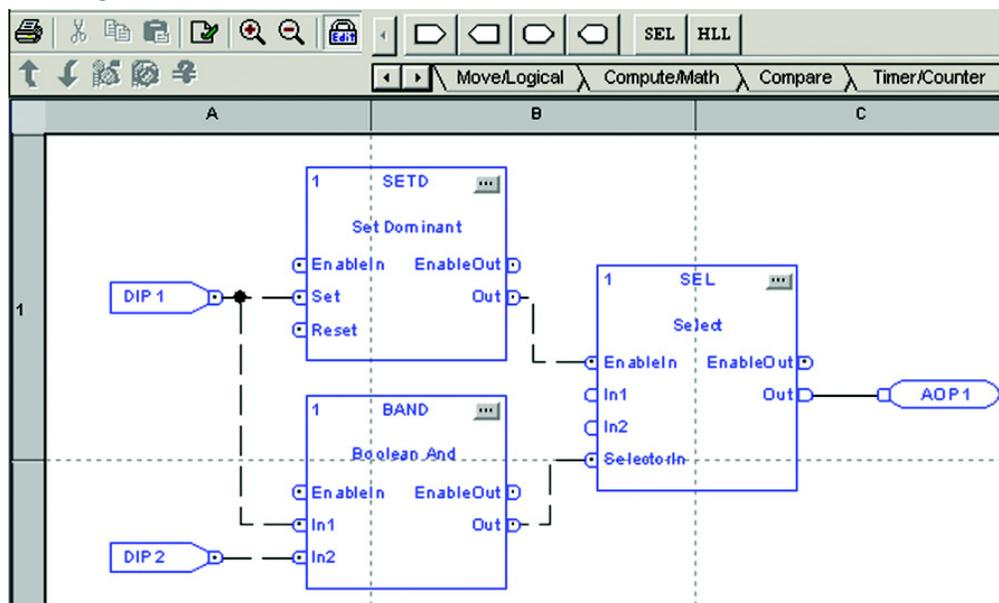 Edit
SEL HLL
Move/Logical Compute/Math Compare Timer/Counter
A B C
1
1 SETD
Set Dominant
EnableIn EnableOut
DIP 1 Set Out
Reset
1 SEL
Select
EnableIn EnableOut
In1 Out AOP1
In2
SelectorIn
1 BAND
Boolean And
EnableIn EnableOut
In1 Out
DIP 2 In2